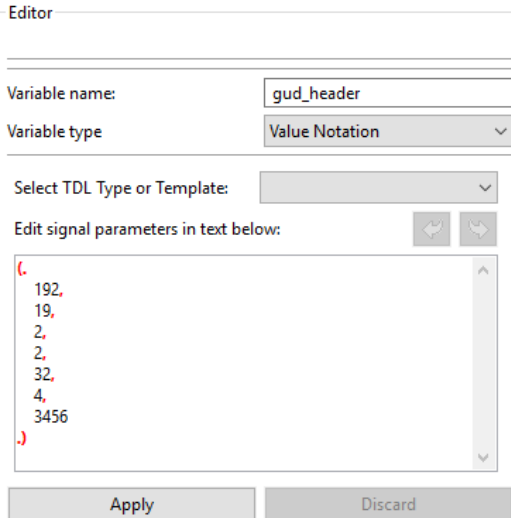 Editor
Variable name:
gud_header
Variable type
Value Notation
Select TDL Type or Template:
Edit signal parameters in text below:
(.
192,
19,
2,
2,
32,
4,
3456
.)
Apply
Discard